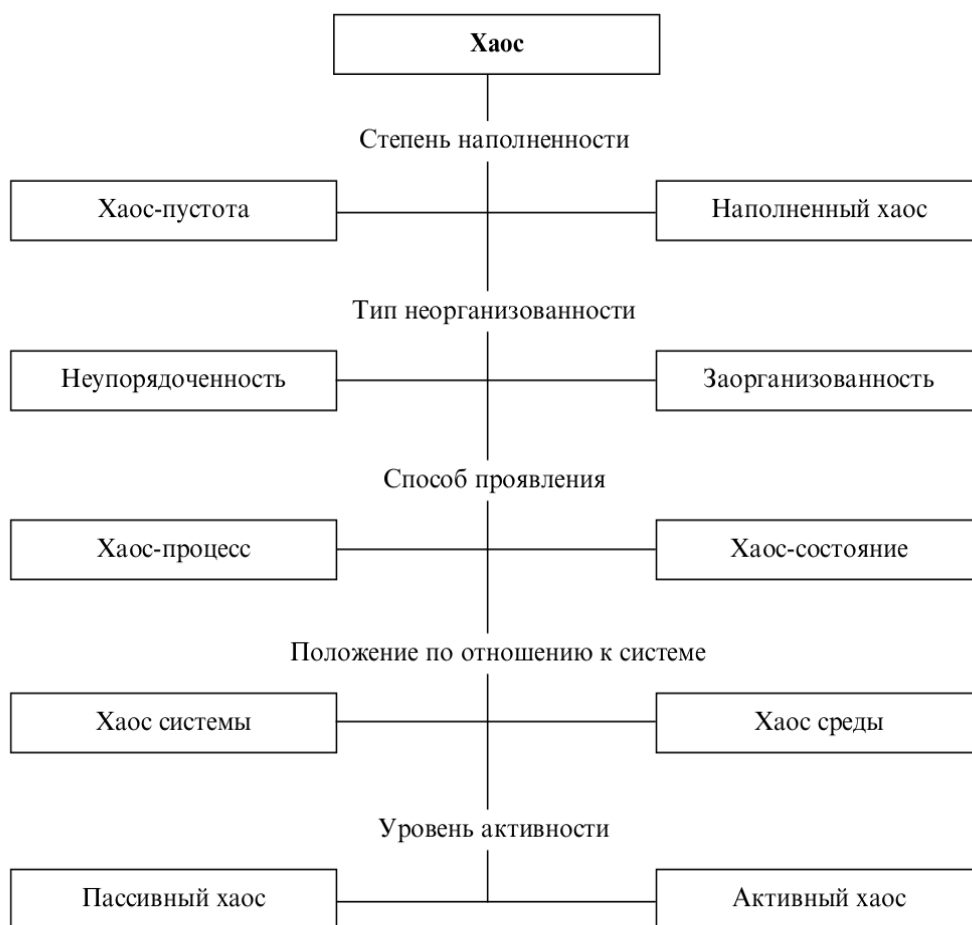 Хаос
Степень наполненности
Хаос-пустота
Наполненный хаос
Тип неорганизованности
Неупорядоченность
Заорганизованность
Способ проявления
Хаос-процесс
Хаос-состояние
Положение по отношению к системе
Хаос системы
Хаос среды
Уровень активности
Пассивный хаос
Активный хаос